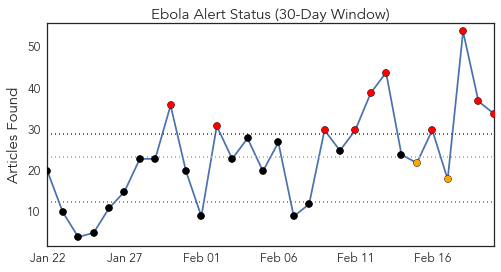 Ebola Alert Status (30-Day Window)
Articles Found
50
40
30
20
10
Jan 22 Jan 27 Feb 01 Feb 06 Feb 11 Feb 16